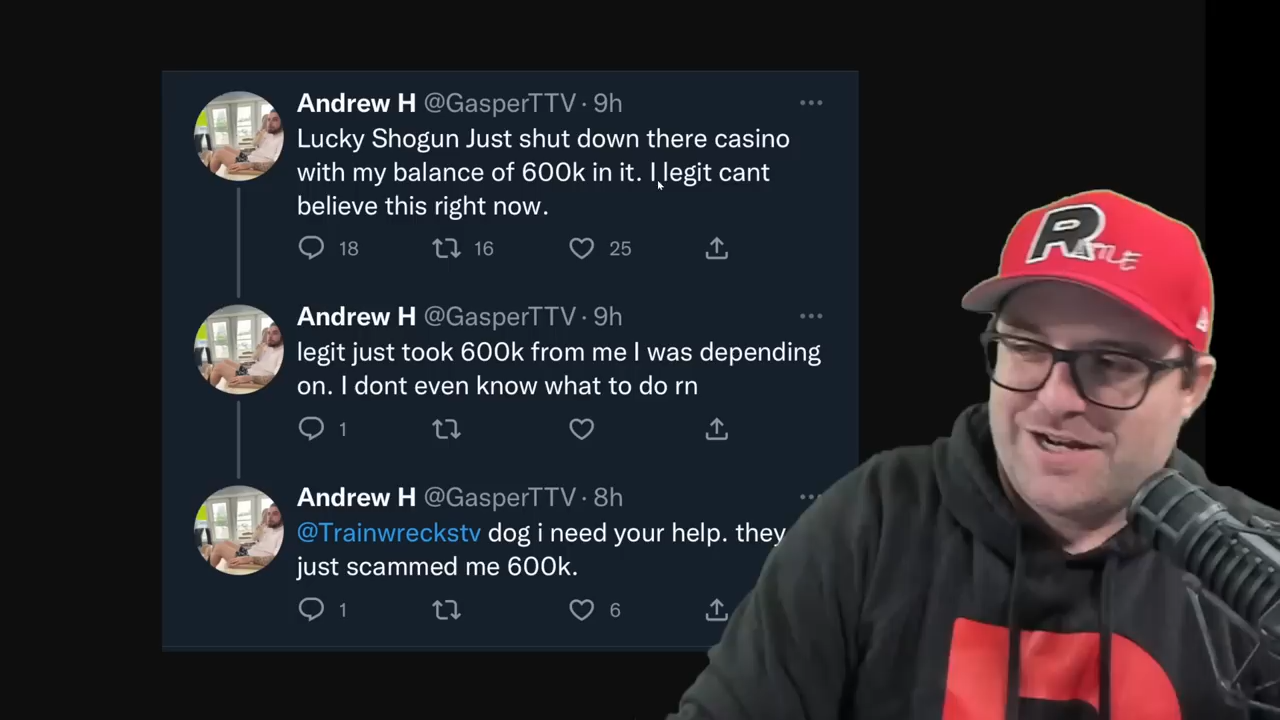 Andrew H @GasperTTV · 9h
Lucky Shogun Just shut down there casino
with my balance of 600k in it. I legit cant
believe this right now.
18 16 25
Andrew H @GasperTTV · 9h
legit just took 600k from me I was depending
on. I dont even know what to do rn
1
Andrew H @GasperTTV · 8h
@Trainwreckstv dog i need your help. they
just scammed me 600k.
1 6
R